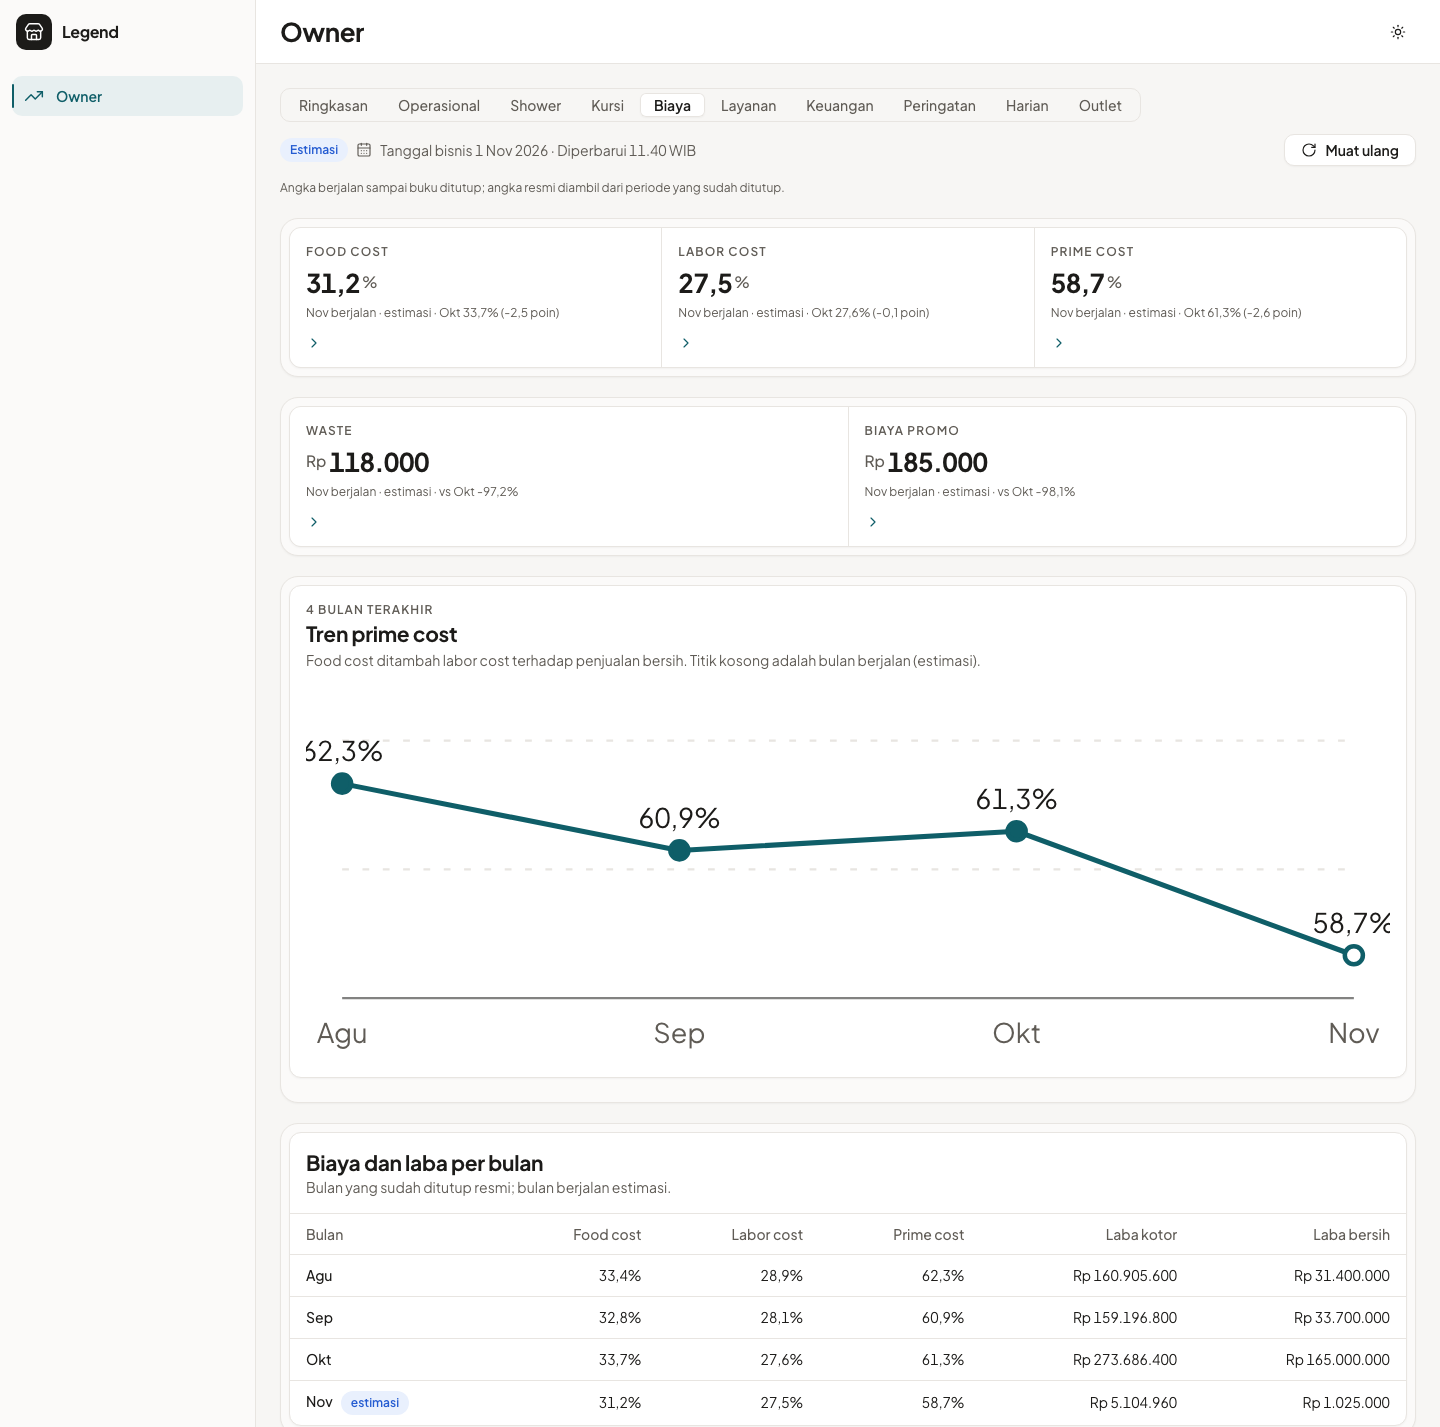 Legend
Owner
Owner
Ringkasan Operasional Shower Kursi Biaya Layanan Keuangan Peringatan Harian Outlet
Estimasi Tanggal bisnis 1 Nov 2026 · Diperbarui 11.40 WIB
Muat ulang
Angka berjalan sampai buku ditutup; angka resmi diambil dari periode yang sudah ditutup.
FOOD COST
31,2%
Nov berjalan · estimasi · Okt 33,7% (-2,5 poin)
LABOR COST
27,5%
Nov berjalan · estimasi · Okt 27,6% (-0,1 poin)
PRIME COST
58,7%
Nov berjalan · estimasi · Okt 61,3% (-2,6 poin)
WASTE
Rp 118.000
Nov berjalan · estimasi · vs Okt -97,2%
BIAYA PROMO
Rp 185.000
Nov berjalan · estimasi · vs Okt -98,1%
4 BULAN TERAKHIR
Tren prime cost
Food cost ditambah labor cost terhadap penjualan bersih. Titik kosong adalah bulan berjalan (estimasi).
62,3%
60,9%
61,3%
58,7%
Agu Sep Okt Nov
Biaya dan laba per bulan
Bulan yang sudah ditutup resmi; bulan berjalan estimasi.
Bulan Food cost Labor cost Prime cost Laba kotor Laba bersih
Agu 33,4% 28,9% 62,3% Rp 160.905.600 Rp 31.400.000
Sep 32,8% 28,1% 60,9% Rp 159.196.800 Rp 33.700.000
Okt 33,7% 27,6% 61,3% Rp 273.686.400 Rp 165.000.000
Nov estimasi 31,2% 27,5% 58,7% Rp 5.104.960 Rp 1.025.000